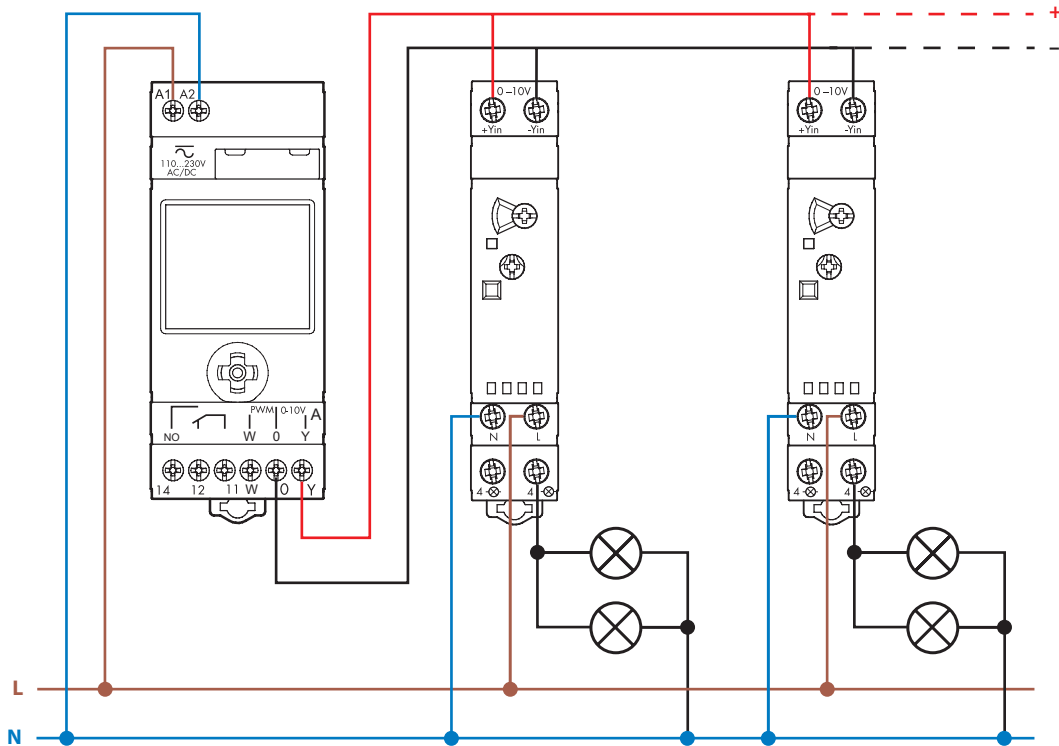 +
–
A1 A2
110...230V
AC/DC
PWM 0-10V A
NO W 0 Y
14 12 11 W 0 Y
0 –10V
+Yin -Yin
N L
4 4
0 –10V
+Yin -Yin
N L
4 4
L
N